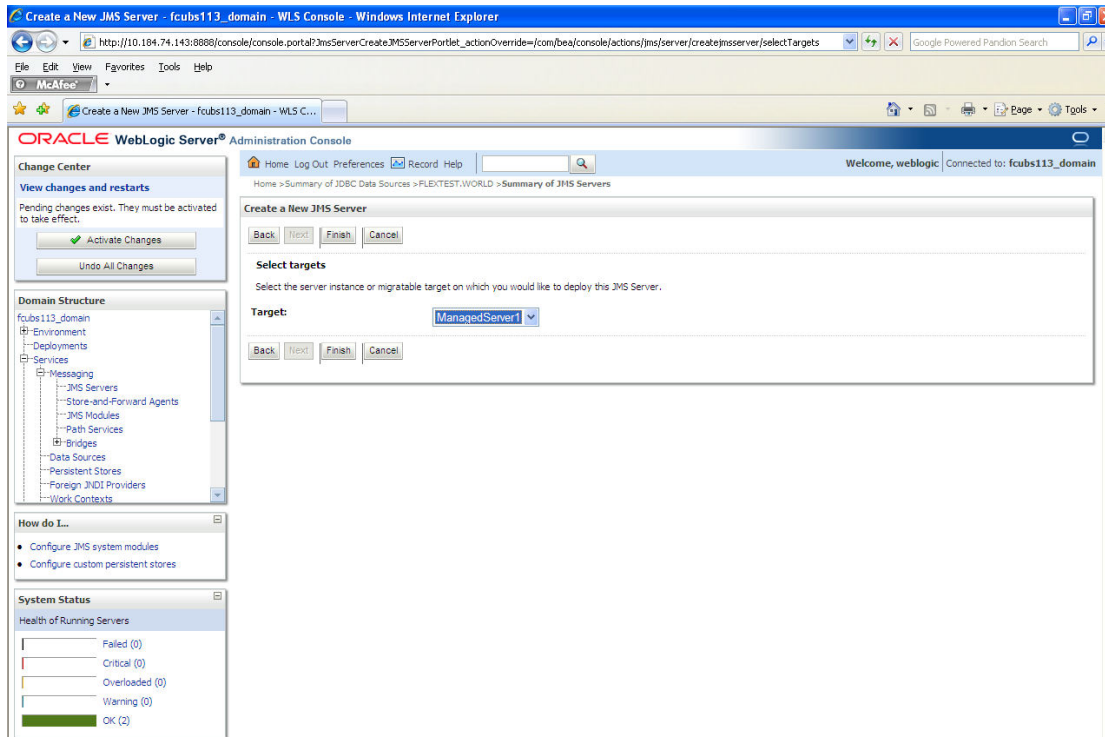 Create a New JMS Server - fcubs113_domain - WLS Console - Windows Internet Explorer
http://10.184.74.143:8888/console/console.portal?JmsServerCreateJMSServerPortlet_actionOverride=/com/bea/console/actions/jms/server/createjmsserver/selectTargets
Google Powered Pandion Search
File Edit View Favorites Tools Help
McAfee
Create a New JMS Server - fcubs113_domain - WLS C...
Page Tools
ORACLE WebLogic Server® Administration Console
Change Center
View changes and restarts
Pending changes exist. They must be activated
to take effect.
Activate Changes
Undo All Changes
Domain Structure
fcubs113_domain
Environment
Deployments
Services
Messaging
JMS Servers
Store-and-Forward Agents
JMS Modules
Path Services
Bridges
Data Sources
Persistent Stores
Foreign JNDI Providers
Work Contexts
How do I...
Configure JMS system modules
Configure custom persistent stores
System Status
Health of Running Servers
Failed (0)
Critical (0)
Overloaded (0)
Warning (0)
OK (2)
Home Log Out Preferences Record Help
Welcome, weblogic Connected to: fcubs113_domain
Home >Summary of JDBC Data Sources >FLEXTEST.WORLD >Summary of JMS Servers
Create a New JMS Server
Back Next Finish Cancel
Select targets
Select the server instance or migratable target on which you would like to deploy this JMS Server.
Target: ManagedServer1
Back Next Finish Cancel